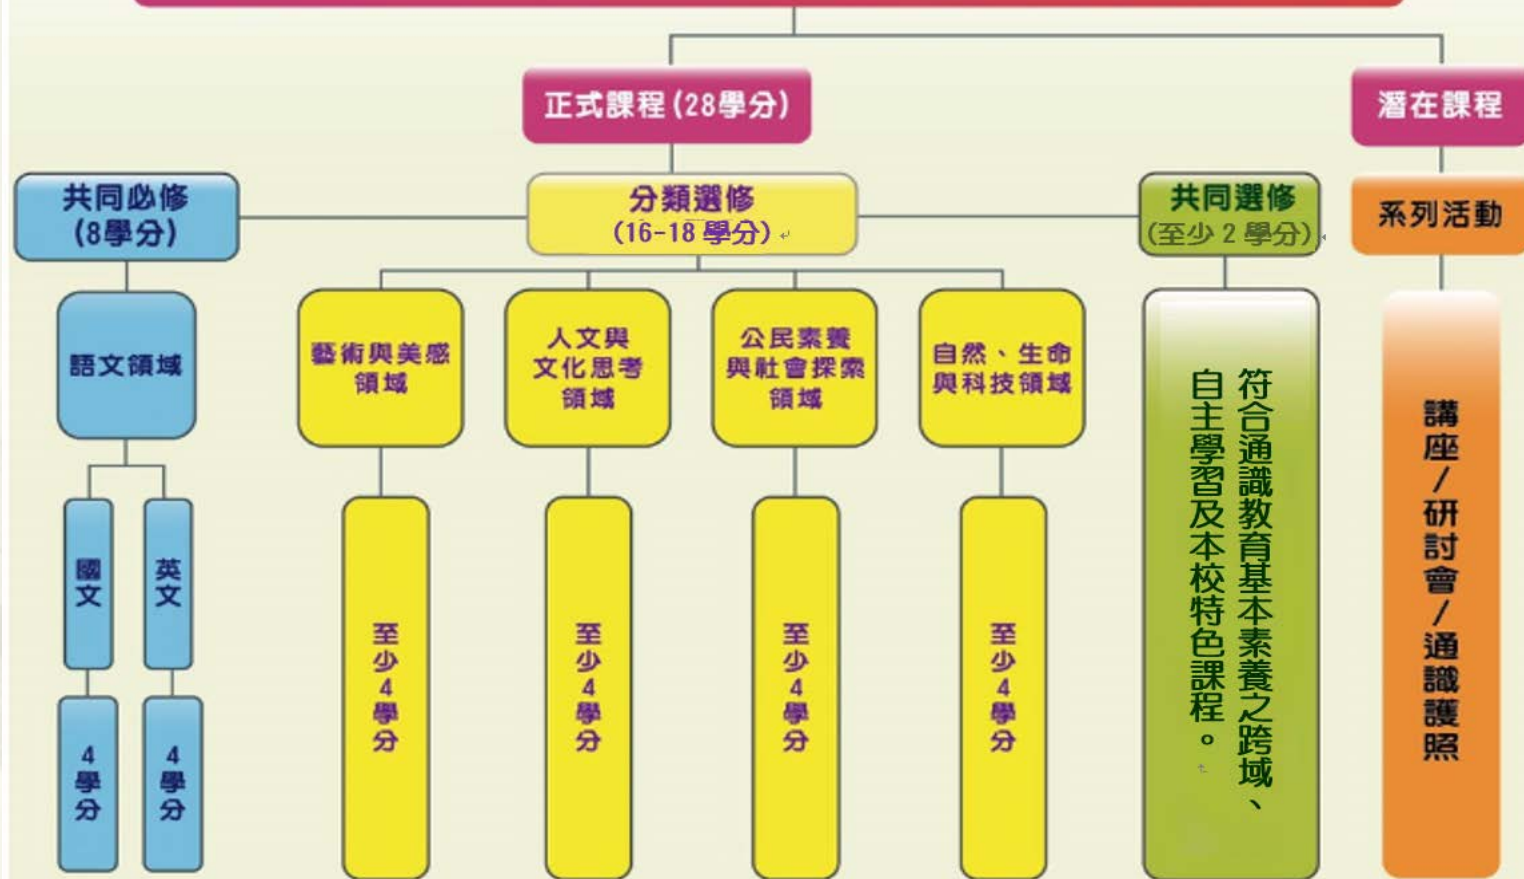 正式課程(28學分)
潛在課程
共同必修
(8學分)
分類選修
(16-18 學分)
共同選修
(至少 2 學分)
系列活動
語文領域
藝術與美感
領域
人文與
文化思考
領域
公民素養
與社會探索
領域
自然、生命
與科技領域
國文
英文
4學分
4學分
至少4學分
至少4學分
至少4學分
至少4學分
符合通識教育基本素養之跨域、
自主學習及本校特色課程。
講座/研討會/通識護照